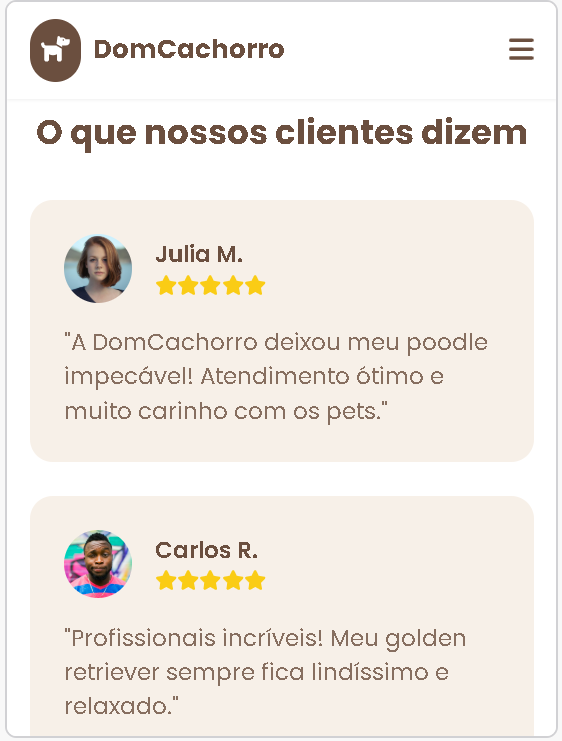 DomCachorro
O que nossos clientes dizem
Julia M.
"A DomCachorro deixou meu poodle
impecável! Atendimento ótimo e
muito carinho com os pets."
Carlos R.
"Profissionais incríveis! Meu golden
retriever sempre fica lindíssimo e
relaxado."